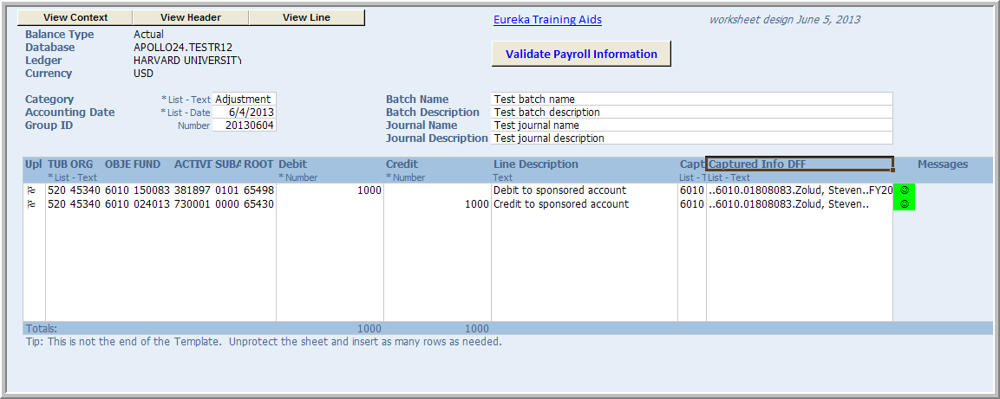 View Context View Header View Line
Eureka Training Aids worksheet design June 5, 2013
Balance Type Actual
Database APOLLO24.TESTR12
Ledger HARVARD UNIVERSITY
Currency USD
Validate Payroll Information
Category * List - Text Adjustment Batch Name Test batch name
Accounting Date * List - Date 6/4/2013 Batch Description Test batch description
Group ID Number 20130604 Journal Name Test journal name
Journal Description Test journal description
Upl TUB ORG OBJE FUND ACTIVI SUBA ROOT Debit Credit Line Description Capt Captured Info DFF Messages
* List - Text * Number * Number Text List - T List - Text
520 45340 6010 150083 381897 0101 65498 1000 Debit to sponsored account 6010 ..6010.01808083.Zolud, Steven..FY20
520 45340 6010 024013 730001 0000 65430 1000 Credit to sponsored account 6010 ..6010.01808083.Zolud, Steven..
Totals: 1000 1000
Tip: This is not the end of the Template. Unprotect the sheet and insert as many rows as needed.